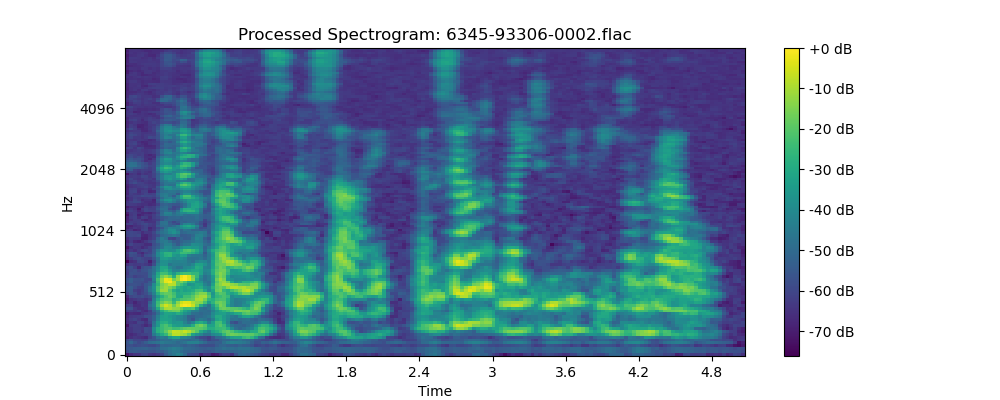 Processed Spectrogram: 6345-93306-0002.flac
+0 dB
4096
-10 dB
-20 dB
2048
-30 dB
Hz
-40 dB
1024
-50 dB
512
-60 dB
-70 dB
0
0 0.6 1.2 1.8 2.4 3 3.6 4.2 4.8
Time